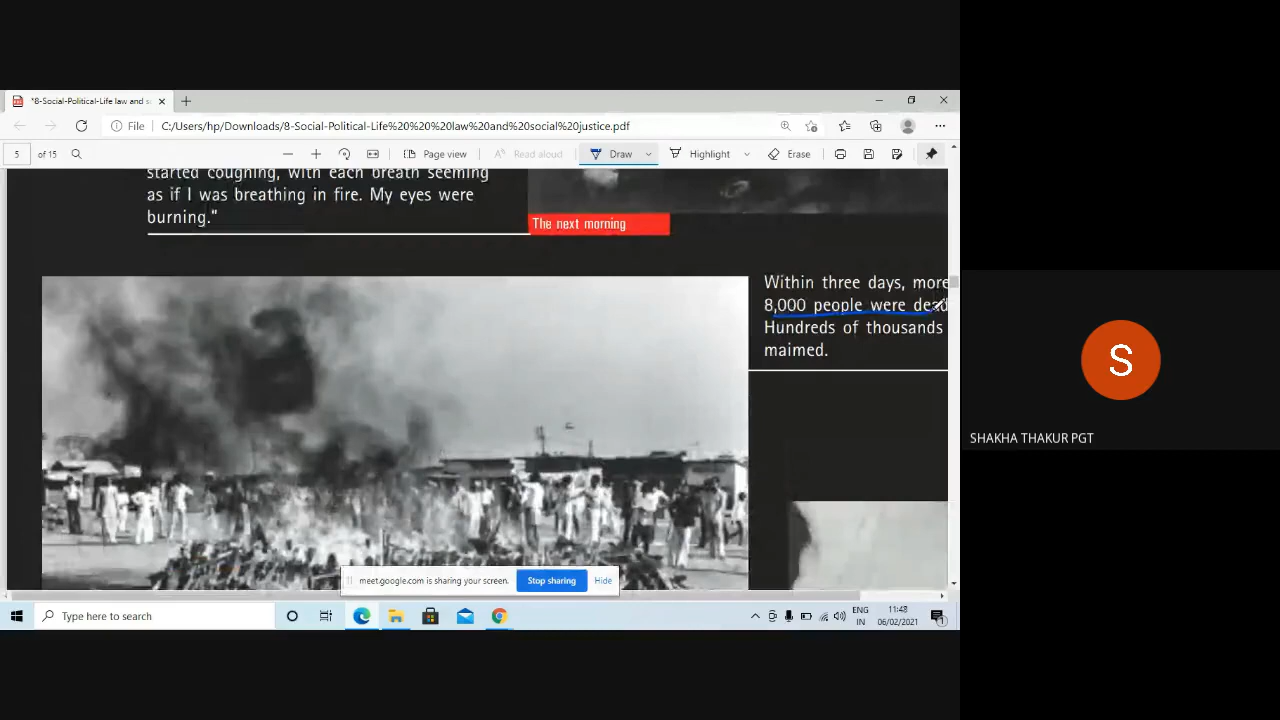 *8-Social-Political-Life law and s
File C:/Users/hp/Downloads/8-Social-Political-Life%20%20%20law%20and%20social%20justice.pdf
5 of 15 Page view Read aloud Draw Highlight Erase
started coughing, with each breath seeming
as if I was breathing in fire. My eyes were
burning."
The next morning
Within three days, more
8,000 people were dead
Hundreds of thousands
maimed.
S
SHAKHA THAKUR PGT
meet.google.com is sharing your screen. Stop sharing Hide
Type here to search
ENG
IN
11:48
06/02/2021
1